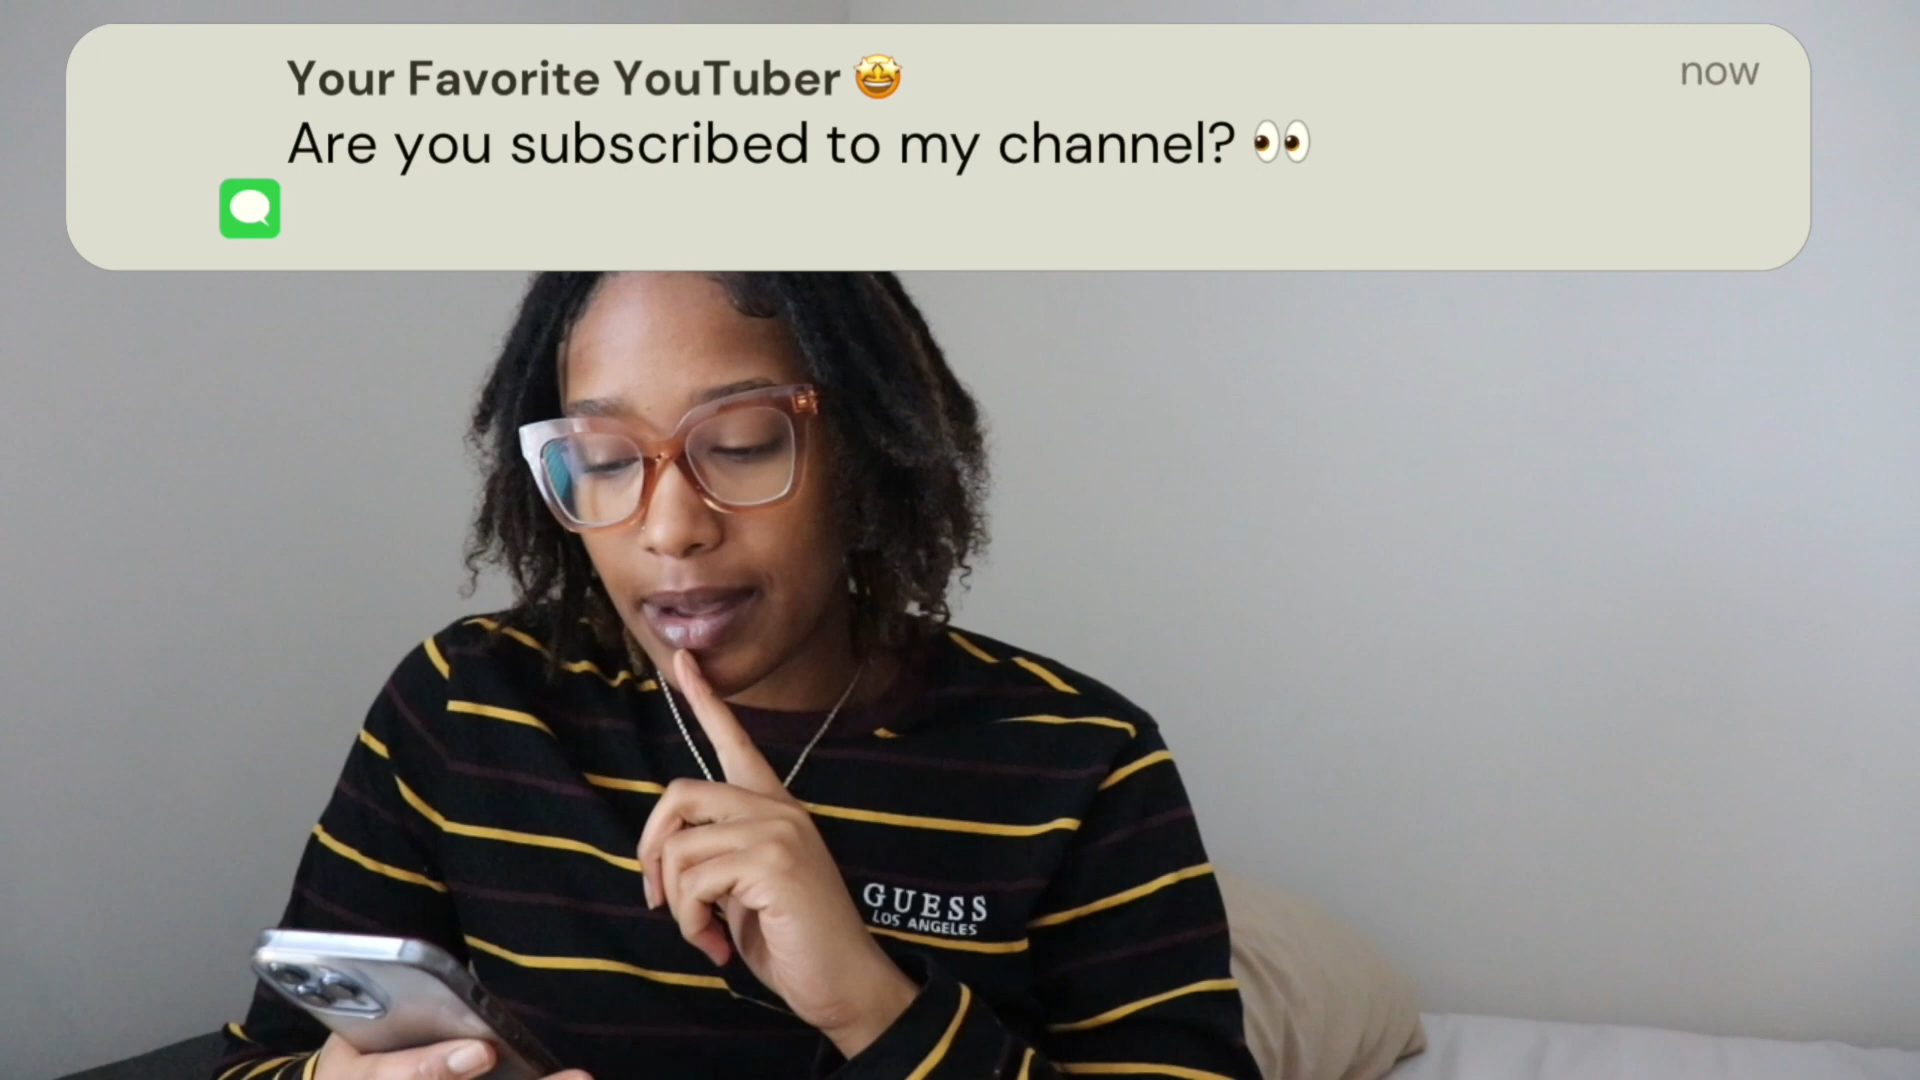 Your Favorite YouTuber 🤩
now
Are you subscribed to my channel? 👀
GUESS
LOS ANGELES